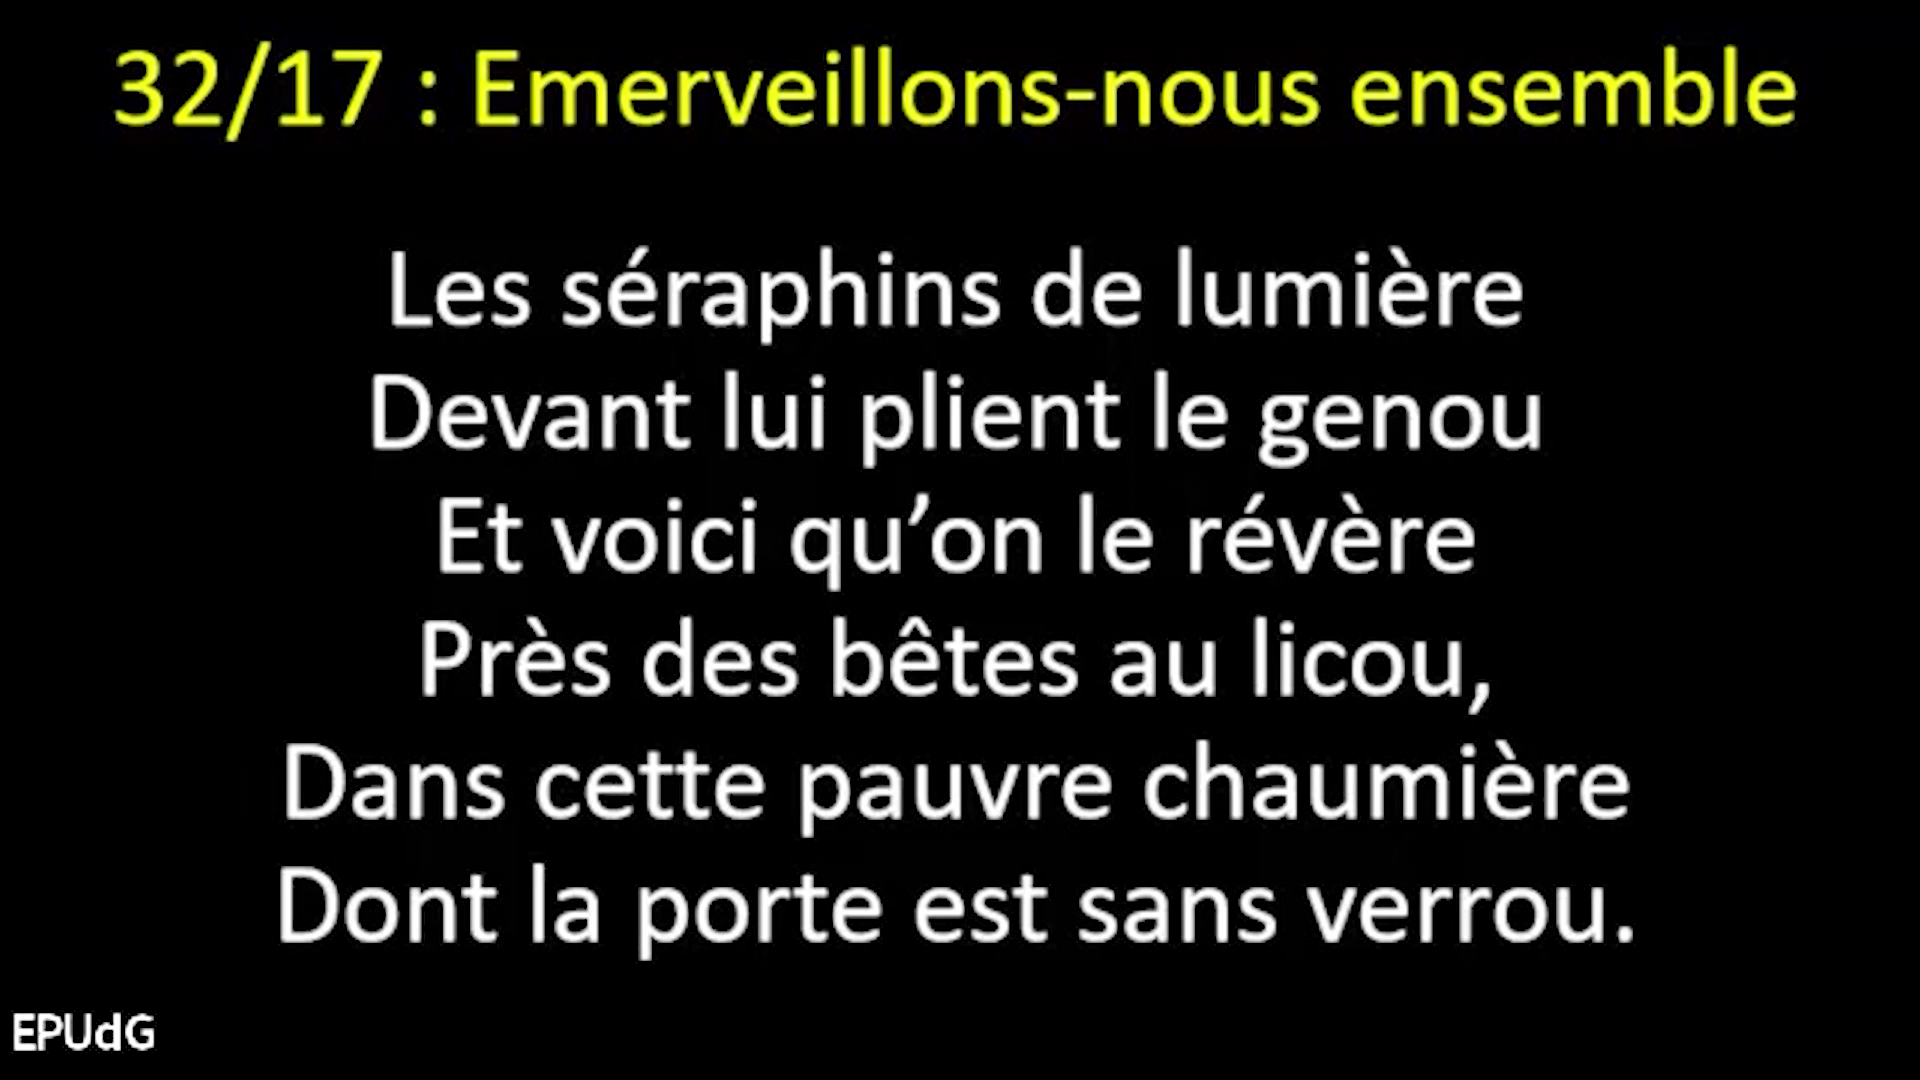 32/17 : Emerveillons-nous ensemble
Les séraphins de lumière
Devant lui plient le genou
Et voici qu’on le révère
Près des bêtes au licou,
Dans cette pauvre chaumière
Dont la porte est sans verrou.
EPUdG